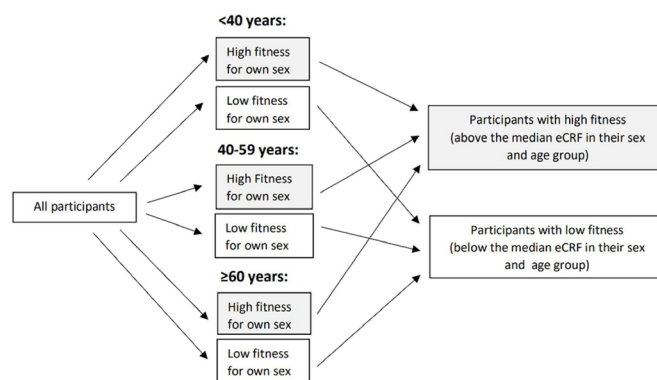 <40 years:
High fitness
for own sex
Low fitness
for own sex
40-59 years:
High Fitness
for own sex
Low fitness
for own sex
≥60 years:
High fitness
for own sex
Low fitness
for own sex
All participants
Participants with high fitness
(above the median eCRF in their sex
and age group)
Participants with low fitness
(below the median eCRF in their sex
and age group)